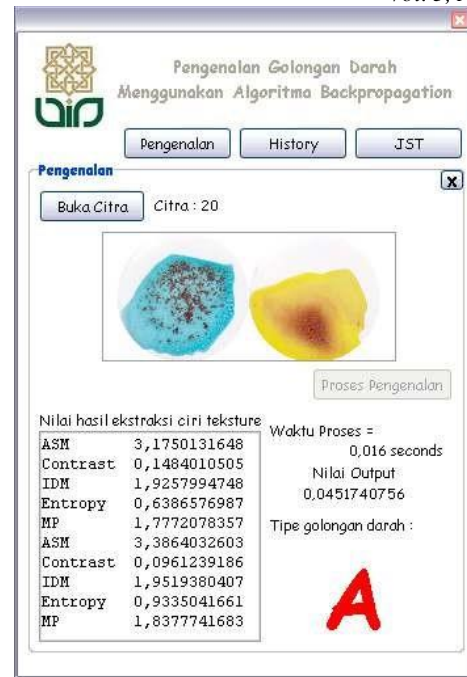 Pengenalan Golongan Darah
Menggunakan Algoritma Backpropagation
uin
Pengenalan History JST
Pengenalan
x
Buka Citra Citra : 20
Proses Pengenalan
Nilai hasil ekstraksi ciri teksture
ASM 3,1750131648
Contrast 0,1484010505
IDM 1,9257994748
Entropy 0,6386576987
MP 1,7772078357
ASM 3,3864032603
Contrast 0,0961239186
IDM 1,9519380407
Entropy 0,9335041661
MP 1,8377741683
Waktu Proses =
0,016 seconds
Nilai Output
0,0451740756
Tipe golongan darah :
A